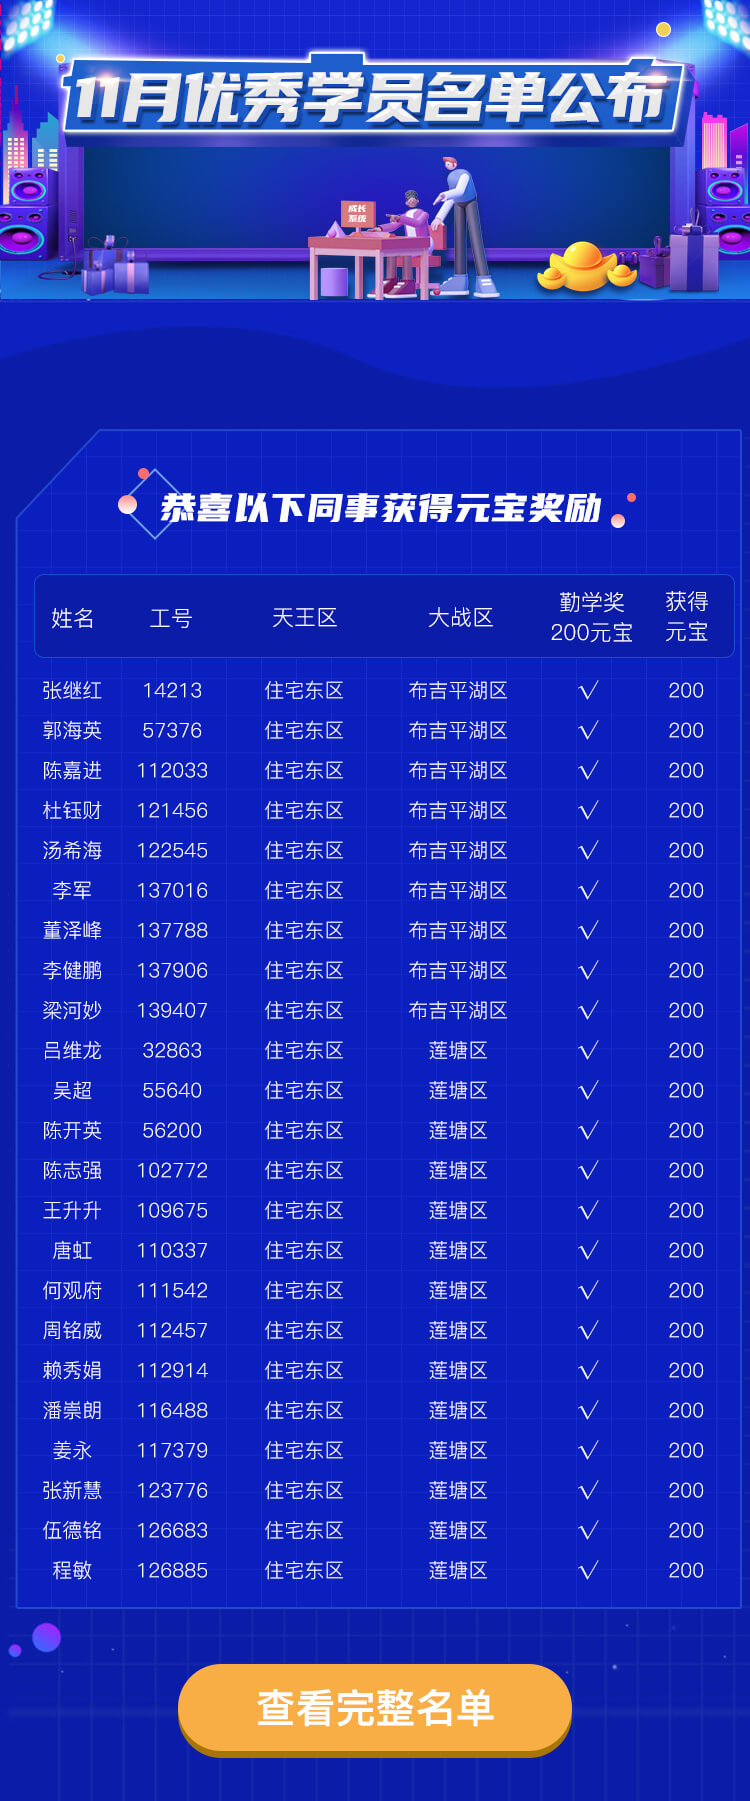 11月优秀学员名单公布
成长
系统
恭喜以下同事获得元宝奖励
姓名 工号 天王区 大战区 勤学奖 200元宝 获得 元宝
张继红 14213 住宅东区 布吉平湖区 √ 200
郭海英 57376 住宅东区 布吉平湖区 √ 200
陈嘉进 112033 住宅东区 布吉平湖区 √ 200
杜钰财 121456 住宅东区 布吉平湖区 √ 200
汤希海 122545 住宅东区 布吉平湖区 √ 200
李军 137016 住宅东区 布吉平湖区 √ 200
董泽峰 137788 住宅东区 布吉平湖区 √ 200
李健鹏 137906 住宅东区 布吉平湖区 √ 200
梁河妙 139407 住宅东区 布吉平湖区 √ 200
吕维龙 32863 住宅东区 莲塘区 √ 200
吴超 55640 住宅东区 莲塘区 √ 200
陈开英 56200 住宅东区 莲塘区 √ 200
陈志强 102772 住宅东区 莲塘区 √ 200
王升升 109675 住宅东区 莲塘区 √ 200
唐虹 110337 住宅东区 莲塘区 √ 200
何观府 111542 住宅东区 莲塘区 √ 200
周铭威 112457 住宅东区 莲塘区 √ 200
赖秀娟 112914 住宅东区 莲塘区 √ 200
潘崇朗 116488 住宅东区 莲塘区 √ 200
姜永 117379 住宅东区 莲塘区 √ 200
张新慧 123776 住宅东区 莲塘区 √ 200
伍德铭 126683 住宅东区 莲塘区 √ 200
程敏 126885 住宅东区 莲塘区 √ 200
查看完整名单